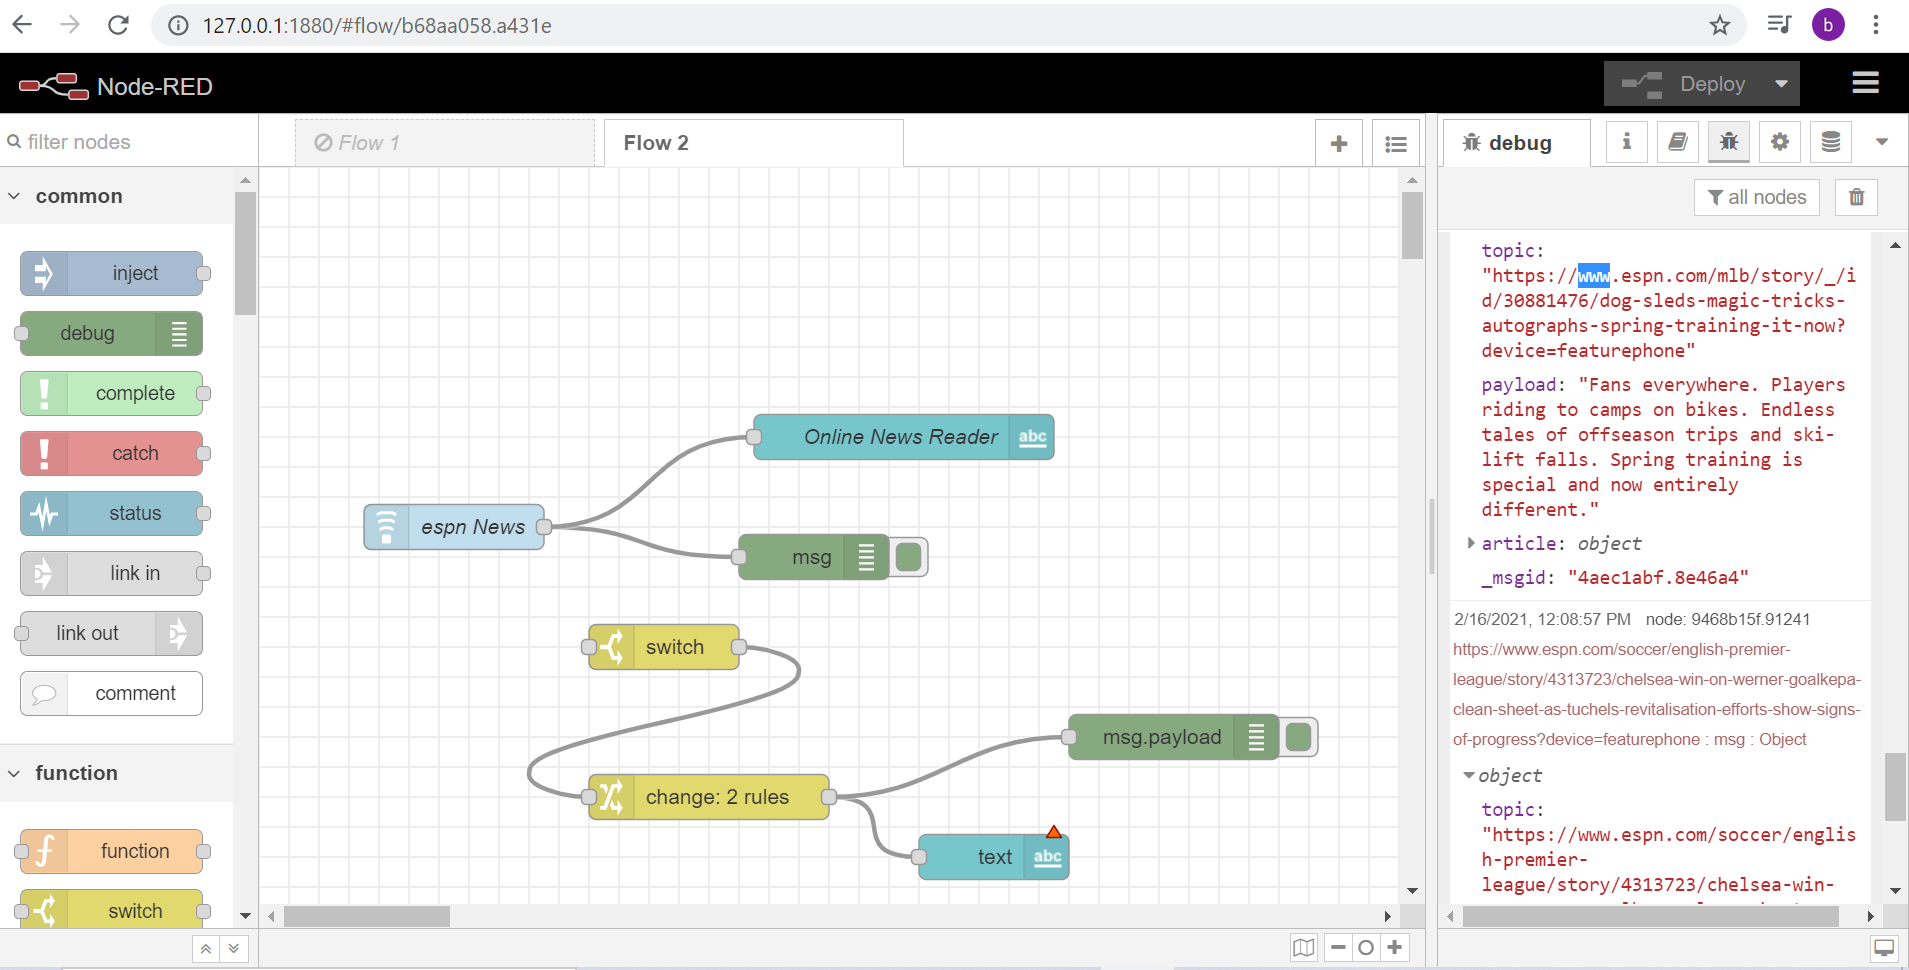 127.0.0.1:1880/#flow/b68aa058.a431e
b
Node-RED
Deploy
filter nodes
Flow 1
Flow 2
debug
i
all nodes
common
inject
debug
complete
catch
status
link in
link out
comment
function
function
switch
Online News Reader
abc
espn News
msg
switch
msg.payload
change: 2 rules
text
abc
topic:
"https://www.espn.com/mlb/story/_/i
d/30881476/dog-sleds-magic-tricks-
autographs-spring-training-it-now?
device=featurephone"
payload: "Fans everywhere. Players
riding to camps on bikes. Endless
tales of offseason trips and ski-
lift falls. Spring training is
special and now entirely
different."
article: object
_msgid: "4aec1abf.8e46a4"
2/16/2021, 12:08:57 PM node: 9468b15f.91241
https://www.espn.com/soccer/english-premier-
league/story/4313723/chelsea-win-on-werner-goalkepa-
clean-sheet-as-tuchels-revitalisation-efforts-show-signs-
of-progress?device=featurephone : msg : Object
object
topic:
"https://www.espn.com/soccer/englis
h-premier-
league/story/4313723/chelsea-win-